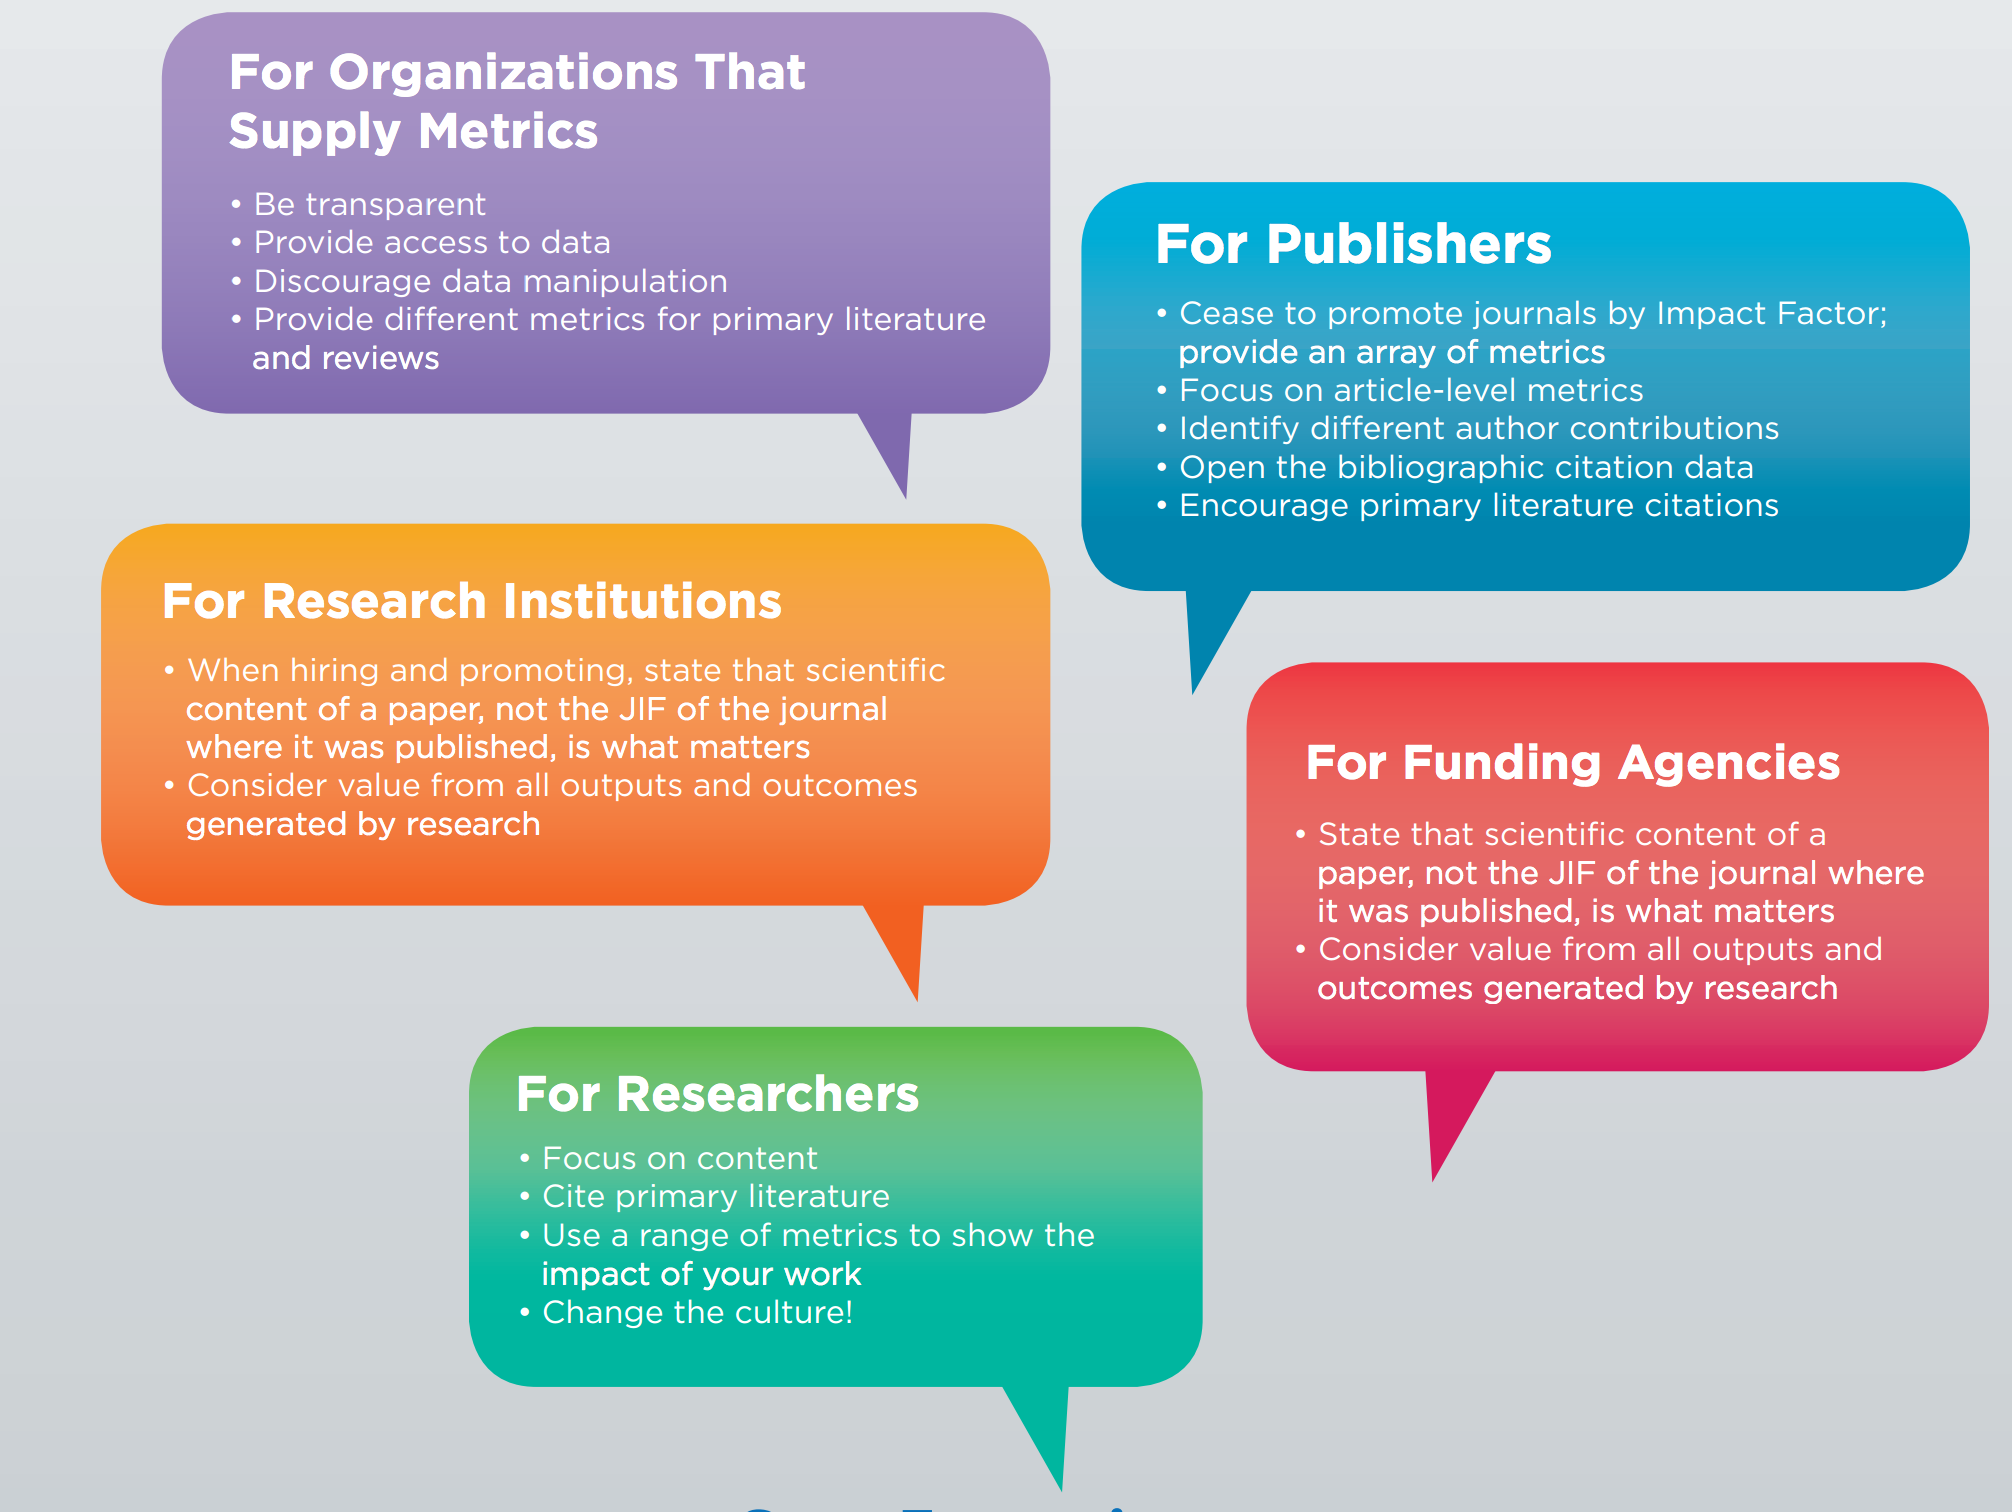 For Organizations That
Supply Metrics
• Be transparent
• Provide access to data
• Discourage data manipulation
• Provide different metrics for primary literature
and reviews
For Publishers
• Cease to promote journals by Impact Factor;
provide an array of metrics
• Focus on article-level metrics
• Identify different author contributions
• Open the bibliographic citation data
• Encourage primary literature citations
For Research Institutions
• When hiring and promoting, state that scientific
content of a paper, not the JIF of the journal
where it was published, is what matters
• Consider value from all outputs and outcomes
generated by research
For Funding Agencies
• State that scientific content of a
paper, not the JIF of the journal where
it was published, is what matters
• Consider value from all outputs and
outcomes generated by research
For Researchers
• Focus on content
• Cite primary literature
• Use a range of metrics to show the
impact of your work
• Change the culture!